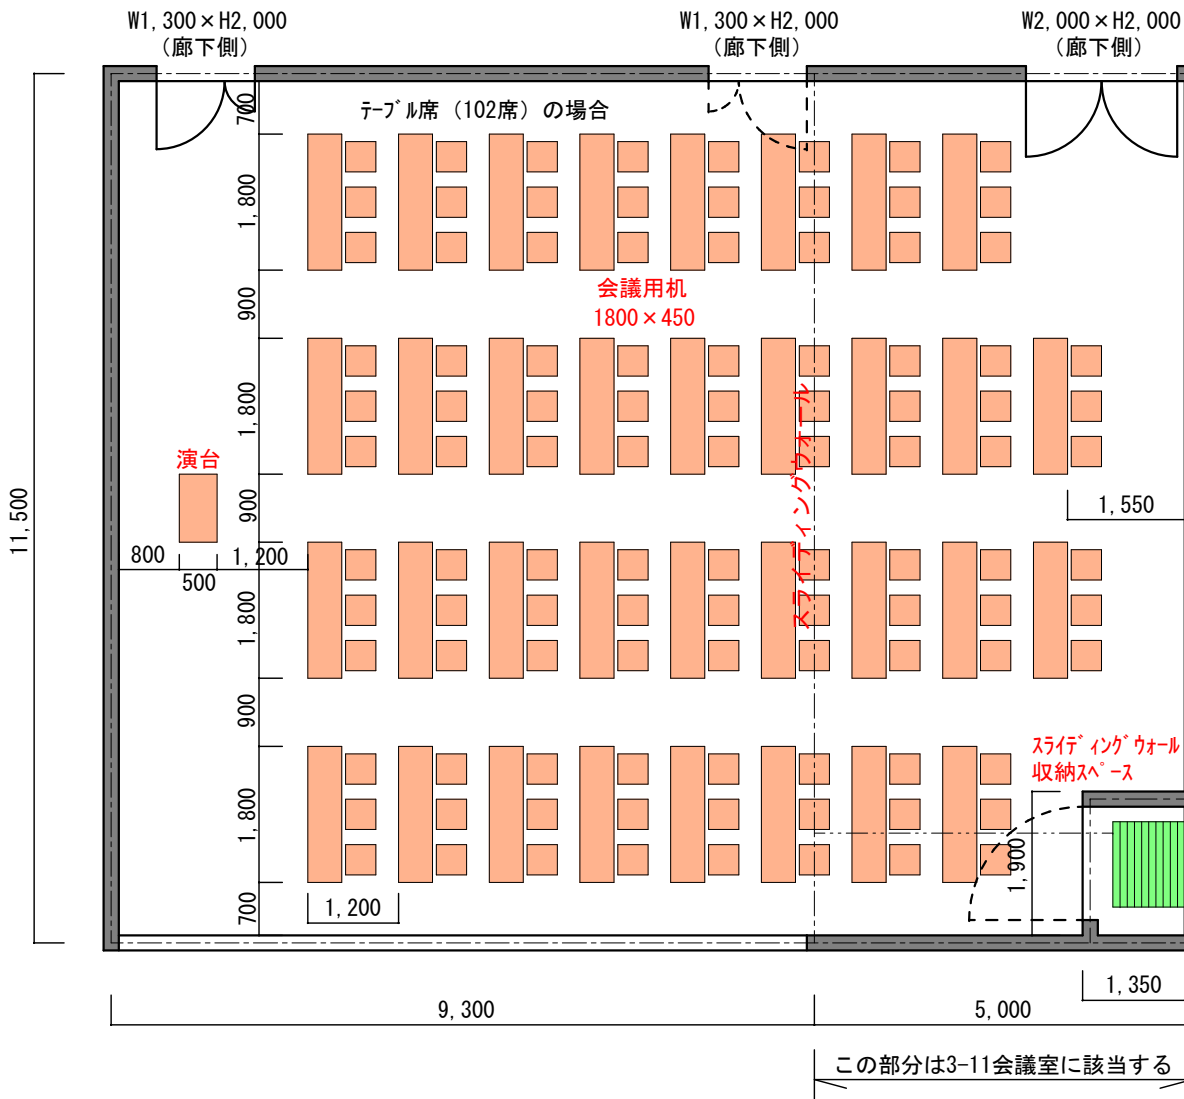 W1,300×H2,000
(廊下側)
W1,300×H2,000
(廊下側)
W2,000×H2,000
(廊下側)
テーブル席 (102席) の場合
700
1,800
900
会議用机
1800×450
1,800
スライディングウォール
演台
900
11,500
1,550
800
1,200
500
1,800
900
スライディングウォール
収納スペース
1,800
1,900
700
1,200
1,350
9,300
5,000
この部分は3-11会議室に該当する